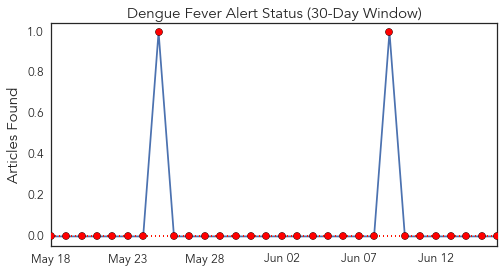 Dengue Fever Alert Status (30-Day Window)
Articles Found
1.0
0.8
0.6
0.4
0.2
0.0
May 18 May 23 May 28 Jun 02 Jun 07 Jun 12